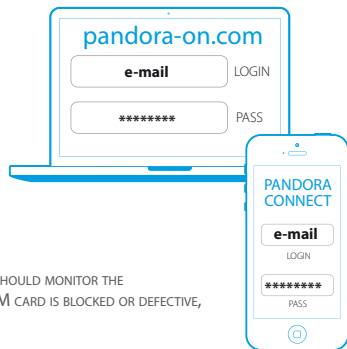 pandora-on.com
e-mail LOGIN
******** PASS
PANDORA
CONNECT
e-mail
LOGIN
********
PASS
HOULD MONITOR THE
M CARD IS BLOCKED OR DEFECTIVE,